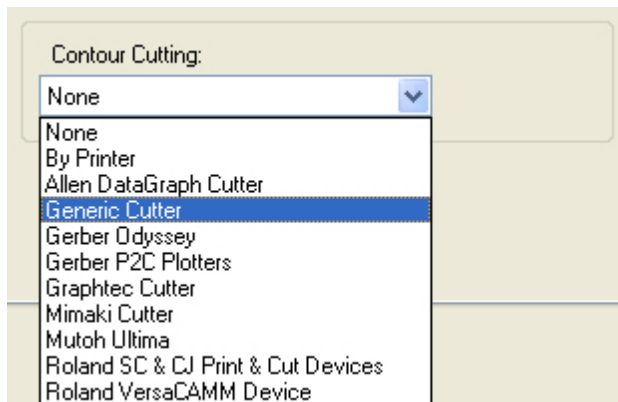 Contour Cutting:
None
None
By Printer
Allen DataGraph Cutter
Generic Cutter
Gerber Odyssey
Gerber P2C Plotters
Graphtec Cutter
Mimaki Cutter
Mutoh Ultima
Roland SC & CJ Print & Cut Devices
Roland VersaCAMM Device